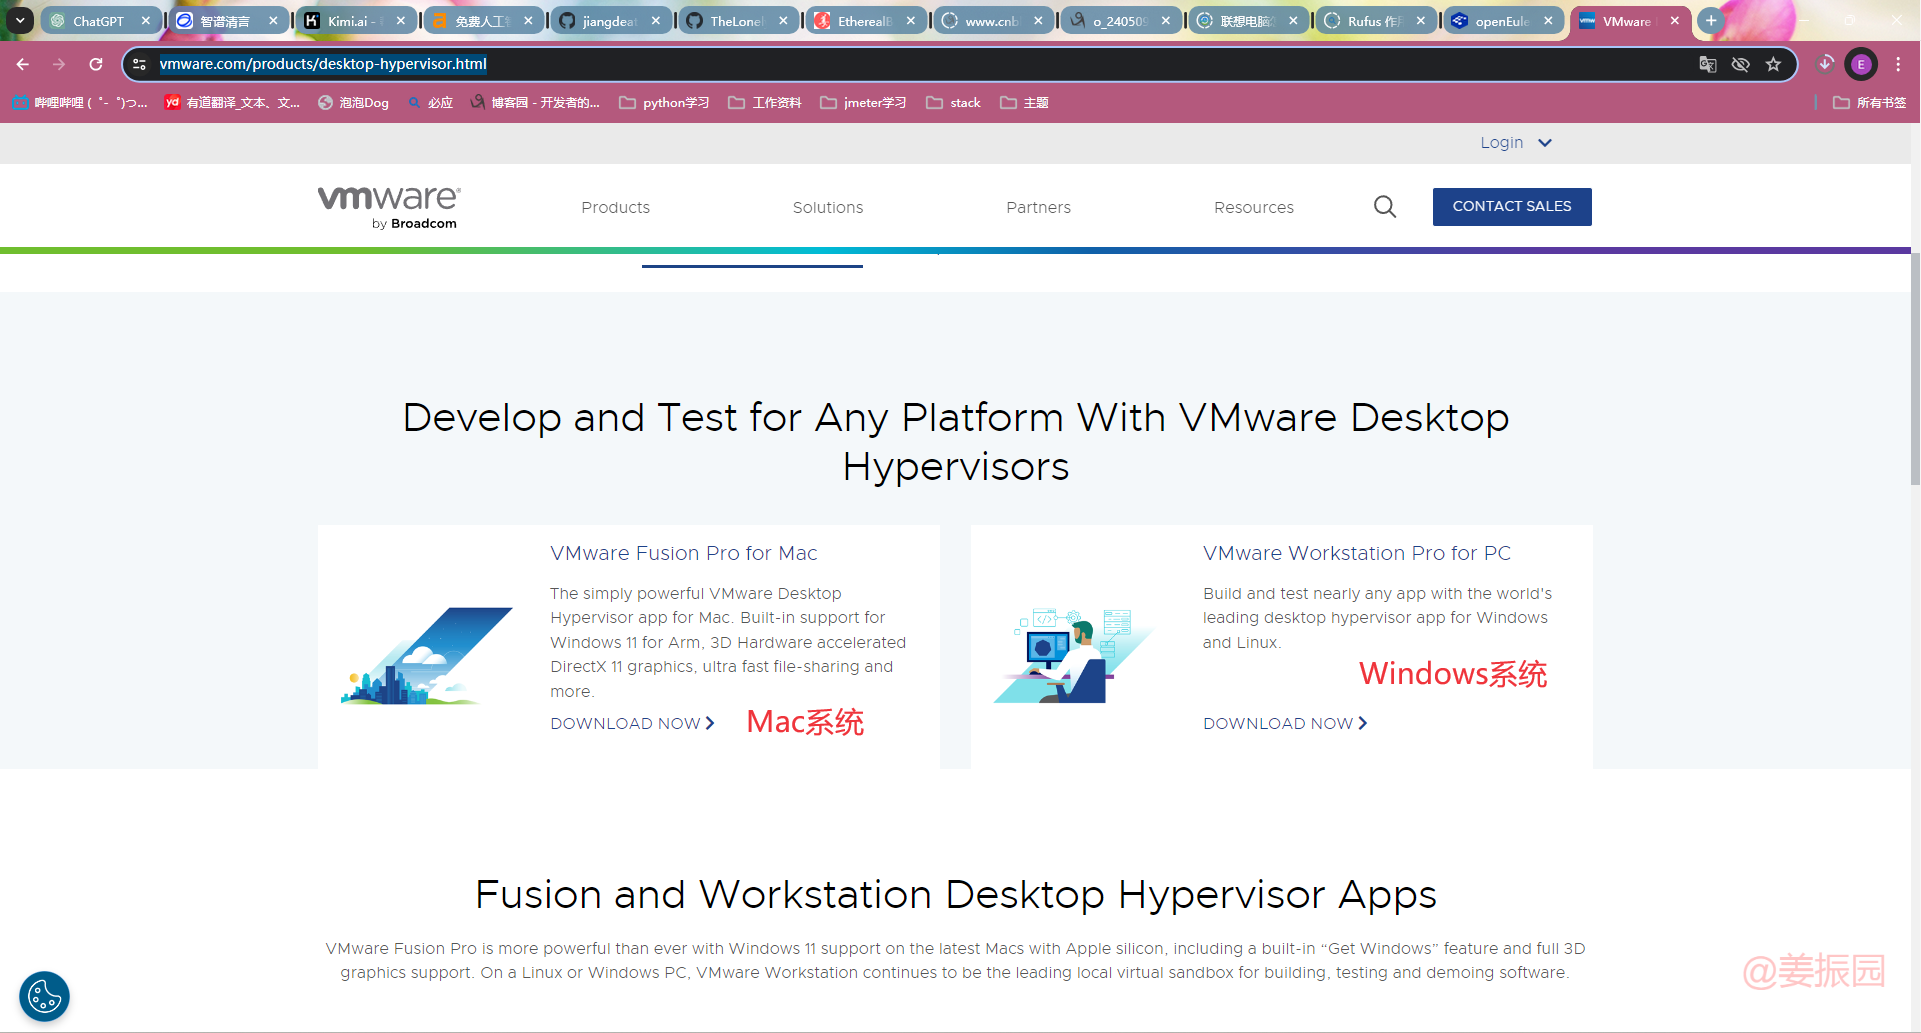 ChatGPT
智谱清言
Kimi.ai -
免费人工
jiangdeat
TheLone
EtherealB
www.cnb
o_240509
联想电脑
Rufus 作
openEule
VMware
vmware.com/products/desktop-hypervisor.html
E
哔哩哔哩 (゜-゜)つ...
yd 有道翻译_文本、文...
泡泡Dog
必应
博客园 - 开发者的...
python学习
工作资料
jmeter学习
stack
主题
所有书签
Login
vmware®
by Broadcom
Products
Solutions
Partners
Resources
CONTACT SALES
Develop and Test for Any Platform With VMware Desktop
Hypervisors
VMware Fusion Pro for Mac
The simply powerful VMware Desktop
Hypervisor app for Mac. Built-in support for
Windows 11 for Arm, 3D Hardware accelerated
DirectX 11 graphics, ultra fast file-sharing and
more.
DOWNLOAD NOW
Mac系统
VMware Workstation Pro for PC
Build and test nearly any app with the world's
leading desktop hypervisor app for Windows
and Linux.
Windows系统
DOWNLOAD NOW
Fusion and Workstation Desktop Hypervisor Apps
VMware Fusion Pro is more powerful than ever with Windows 11 support on the latest Macs with Apple silicon, including a built-in “Get Windows” feature and full 3D
graphics support. On a Linux or Windows PC, VMware Workstation continues to be the leading local virtual sandbox for building, testing and demoing software.
@姜振园